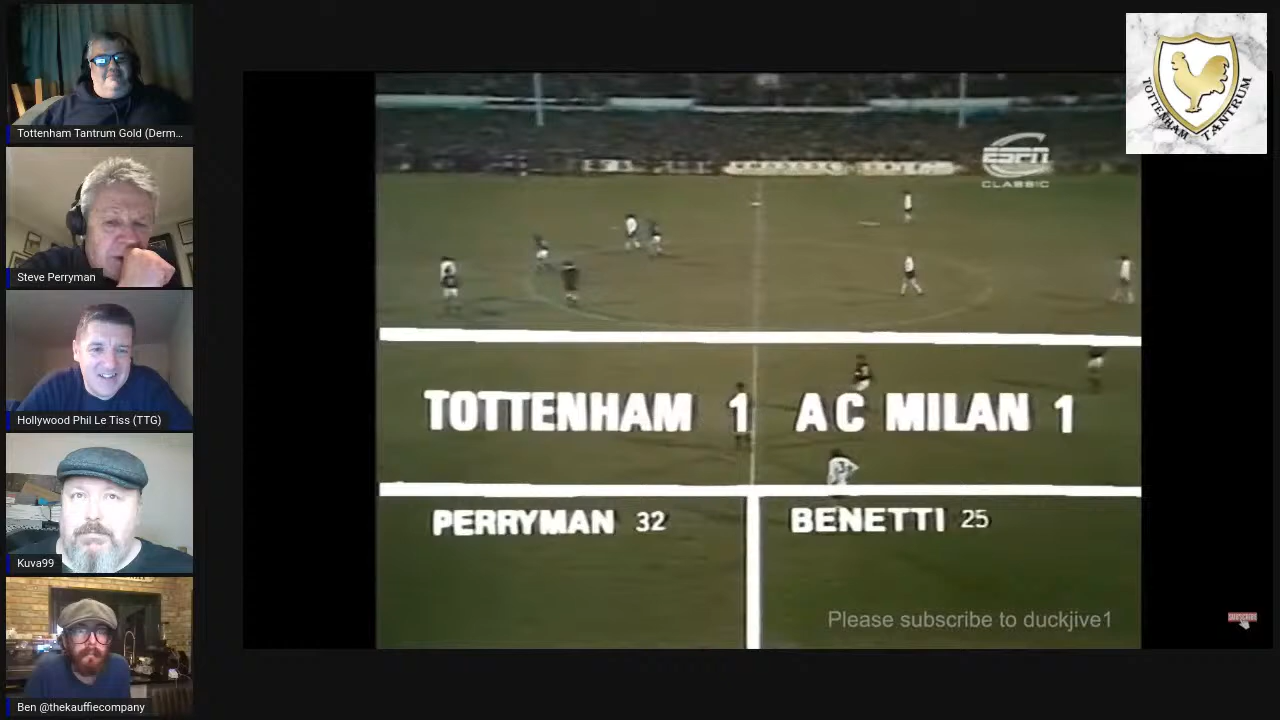 Tottenham Tantrum Gold (Derm...
Steve Perryman
Hollywood Phil Le Tiss (TTG)
Kuva99
Ben @thekauffiecompany
ESPN
CLASSIC
TOTTENHAM 1 AC MILAN 1
PERRYMAN 32
BENETTI 25
Please subscribe to duckjive1
TOTTENHAM TANTRUM
SUBSCRIBE